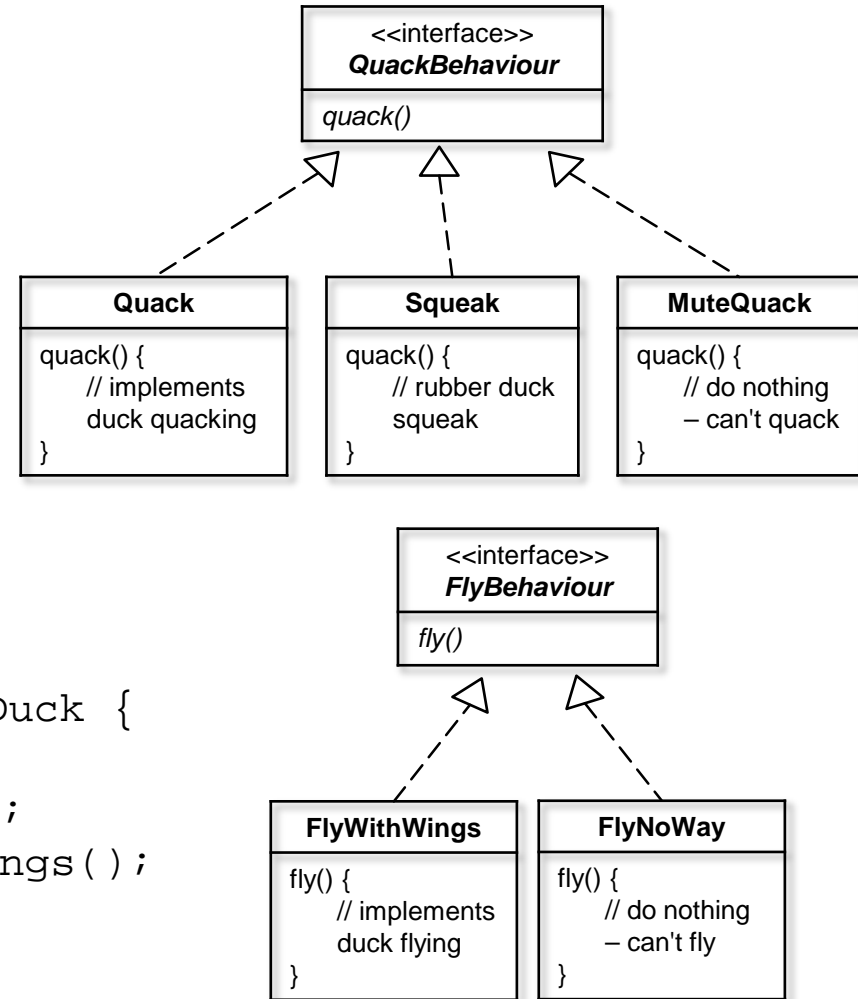 <<interface>>
QuackBehaviour
quack()
Quack
quack() {
// implements
duck quacking
}
Squeak
quack() {
// rubber duck
squeak
}
MuteQuack
quack() {
// do nothing
– can't quack
}
<<interface>>
FlyBehaviour
fly()
Duck {
;
ngs();
FlyWithWings
fly() {
// implements
duck flying
}
FlyNoWay
fly() {
// do nothing
– can't fly
}